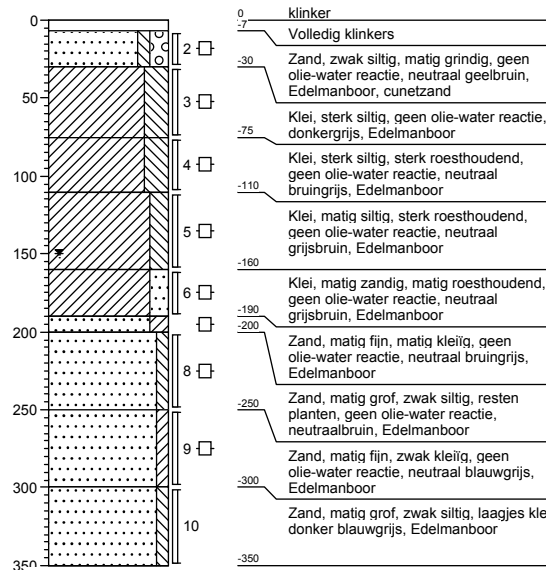 0
50
100
150
200
250
300
350
2
3
4
5
6
8
9
10
0
klinker
-7
Volledig klinkers
-30
Zand, zwak siltig, matig grindig, geen
olie-water reactie, neutraal geelbruin,
Edelmanboor, cunetzand
Klei, sterk siltig, geen olie-water reactie,
donkergrijs, Edelmanboor
-75
Klei, sterk siltig, sterk roesthoudend,
geen olie-water reactie, neutraal
bruingrijs, Edelmanboor
-110
Klei, matig siltig, sterk roesthoudend,
geen olie-water reactie, neutraal
grijsbruin, Edelmanboor
-160
Klei, matig zandig, matig roesthoudend,
geen olie-water reactie, neutraal
grijsbruin, Edelmanboor
-190
-200
Zand, matig fijn, matig kleiïg, geen
olie-water reactie, neutraal bruingrijs,
Edelmanboor
-250
Zand, matig grof, zwak siltig, resten
planten, geen olie-water reactie,
neutraalbruin, Edelmanboor
Zand, matig fijn, zwak kleiïg, geen
olie-water reactie, neutraal blauwgrijs,
Edelmanboor
-300
Zand, matig grof, zwak siltig, laagjes kle
donker blauwgrijs, Edelmanboor
-350